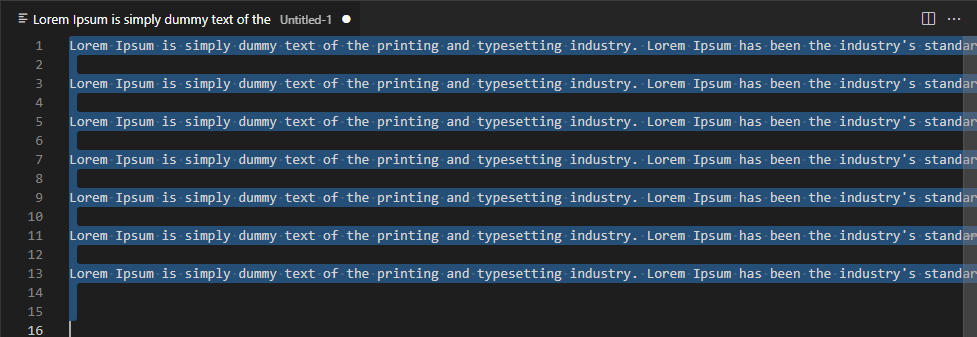 Lorem Ipsum is simply dummy text of the Untitled-1
1 Lorem Ipsum is simply dummy text of the printing and typesetting industry. Lorem Ipsum has been the industry's standar
2
3 Lorem Ipsum is simply dummy text of the printing and typesetting industry. Lorem Ipsum has been the industry's standar
4
5 Lorem Ipsum is simply dummy text of the printing and typesetting industry. Lorem Ipsum has been the industry's standar
6
7 Lorem Ipsum is simply dummy text of the printing and typesetting industry. Lorem Ipsum has been the industry's standar
8
9 Lorem Ipsum is simply dummy text of the printing and typesetting industry. Lorem Ipsum has been the industry's standar
10
11 Lorem Ipsum is simply dummy text of the printing and typesetting industry. Lorem Ipsum has been the industry's standar
12
13 Lorem Ipsum is simply dummy text of the printing and typesetting industry. Lorem Ipsum has been the industry's standar
14
15
16